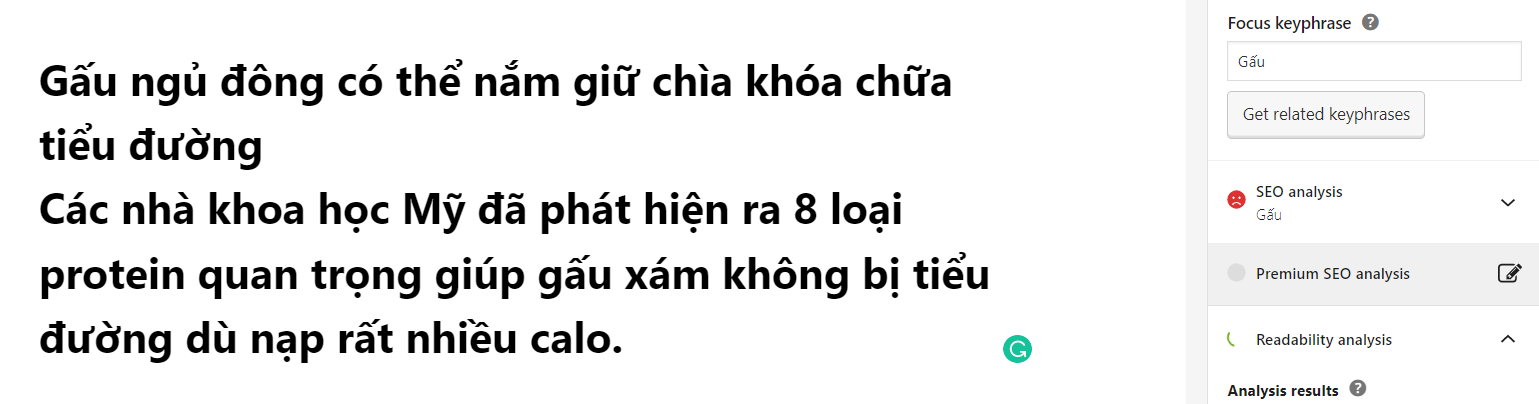 Gấu ngủ đông có thể nắm giữ chìa khóa chữa
tiểu đường
Các nhà khoa học Mỹ đã phát hiện ra 8 loại
protein quan trọng giúp gấu xám không bị tiểu
đường dù nạp rất nhiều calo.
Focus keyphrase
Gấu
Get related keyphrases
SEO analysis
Gấu
Premium SEO analysis
Readability analysis
Analysis results